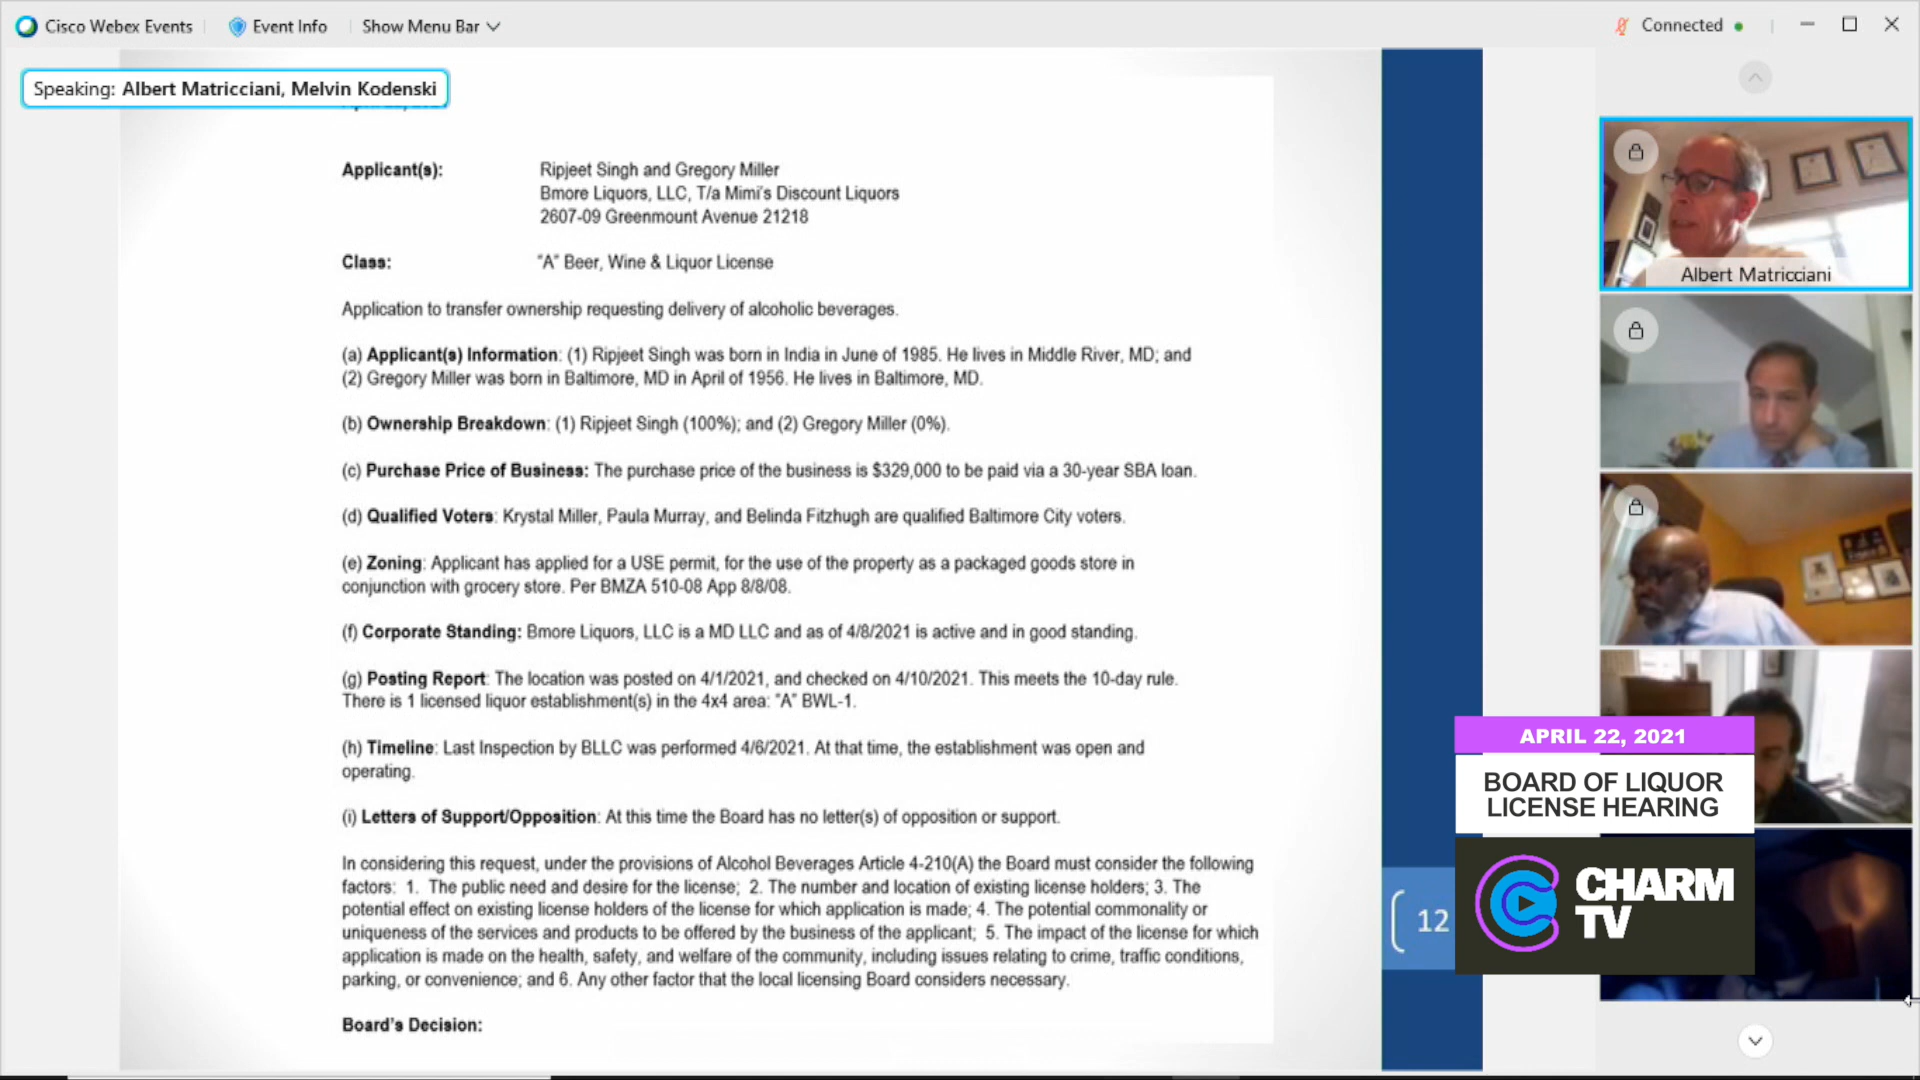 Cisco Webex Events
Event Info
Show Menu Bar
Connected
Speaking: Albert Matricciani, Melvin Kodenski
Applicant(s): Ripjeet Singh and Gregory Miller
Bmore Liquors, LLC, T/a Mimi's Discount Liquors
2607-09 Greenmount Avenue 21218
Class: "A" Beer, Wine & Liquor License
Application to transfer ownership requesting delivery of alcoholic beverages.
(a) Applicant(s) Information: (1) Ripjeet Singh was born in India in June of 1985. He lives in Middle River, MD; and
(2) Gregory Miller was born in Baltimore, MD in April of 1956. He lives in Baltimore, MD.
(b) Ownership Breakdown: (1) Ripjeet Singh (100%); and (2) Gregory Miller (0%).
(c) Purchase Price of Business: The purchase price of the business is $329,000 to be paid via a 30-year SBA loan.
(d) Qualified Voters: Krystal Miller, Paula Murray, and Belinda Fitzhugh are qualified Baltimore City voters.
(e) Zoning: Applicant has applied for a USE permit, for the use of the property as a packaged goods store in
conjunction with grocery store. Per BMZA 510-08 App 8/8/08.
(f) Corporate Standing: Bmore Liquors, LLC is a MD LLC and as of 4/8/2021 is active and in good standing.
(g) Posting Report: The location was posted on 4/1/2021, and checked on 4/10/2021. This meets the 10-day rule.
There is 1 licensed liquor establishment(s) in the 4x4 area: "A" BWL-1.
(h) Timeline: Last Inspection by BLLC was performed 4/6/2021. At that time, the establishment was open and
operating.
(i) Letters of Support/Opposition: At this time the Board has no letter(s) of opposition or support.
In considering this request, under the provisions of Alcohol Beverages Article 4-210(A) the Board must consider the following
factors: 1. The public need and desire for the license; 2. The number and location of existing license holders; 3. The
potential effect on existing license holders of the license for which application is made; 4. The potential commonality or
uniqueness of the services and products to be offered by the business of the applicant; 5. The impact of the license for which
application is made on the health, safety, and welfare of the community, including issues relating to crime, traffic conditions,
parking, or convenience; and 6. Any other factor that the local licensing Board considers necessary.
Board's Decision:
12
Albert Matricciani
APRIL 22, 2021
BOARD OF LIQUOR
LICENSE HEARING
CHARM
TV